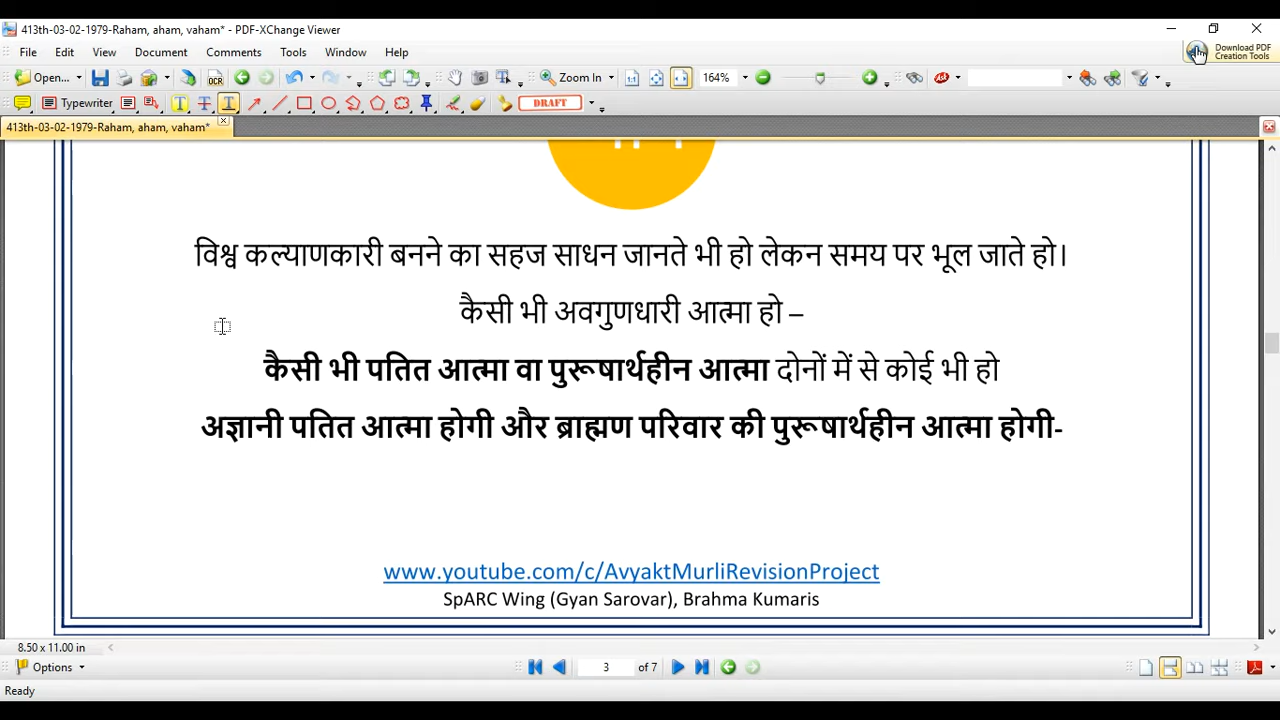 413th-03-02-1979-Raham, aham, vaham* - PDF-XChange Viewer
File Edit View Document Comments Tools Window Help
Download PDF Creation Tools
Open... OCR Zoom In 164%
Typewriter DRAFT
413th-03-02-1979-Raham, aham, vaham*
विश्व कल्याणकारी बनने का सहज साधन जानते भी हो लेकन समय पर भूल जाते हो।
कैसी भी अवगुणधारी आत्मा हो –
कैसी भी पतित आत्मा वा पुरूषार्थहीन आत्मा दोनों में से कोई भी हो
अज्ञानी पतित आत्मा होगी और ब्राह्मण परिवार की पुरूषार्थहीन आत्मा होगी-
www.youtube.com/c/AvyaktMurliRevisionProject
SpARC Wing (Gyan Sarovar), Brahma Kumaris
8.50 x 11.00 in
Options 3 of 7
Ready